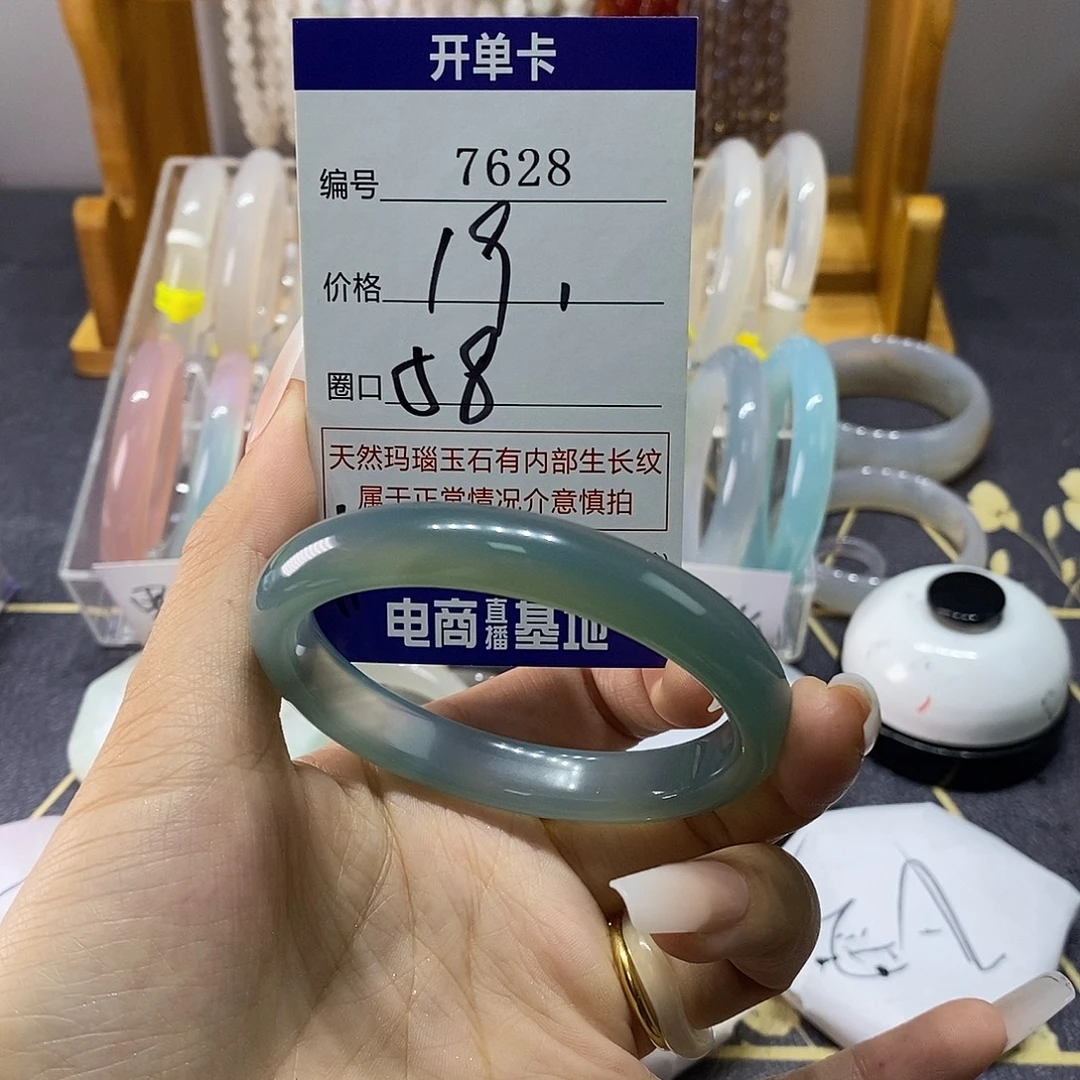 开单卡
编号 7628
价格 19.
圈口 58
天然玛瑙玉石有内部生长纹
属于正常情况介意慎拍
电商直播基地